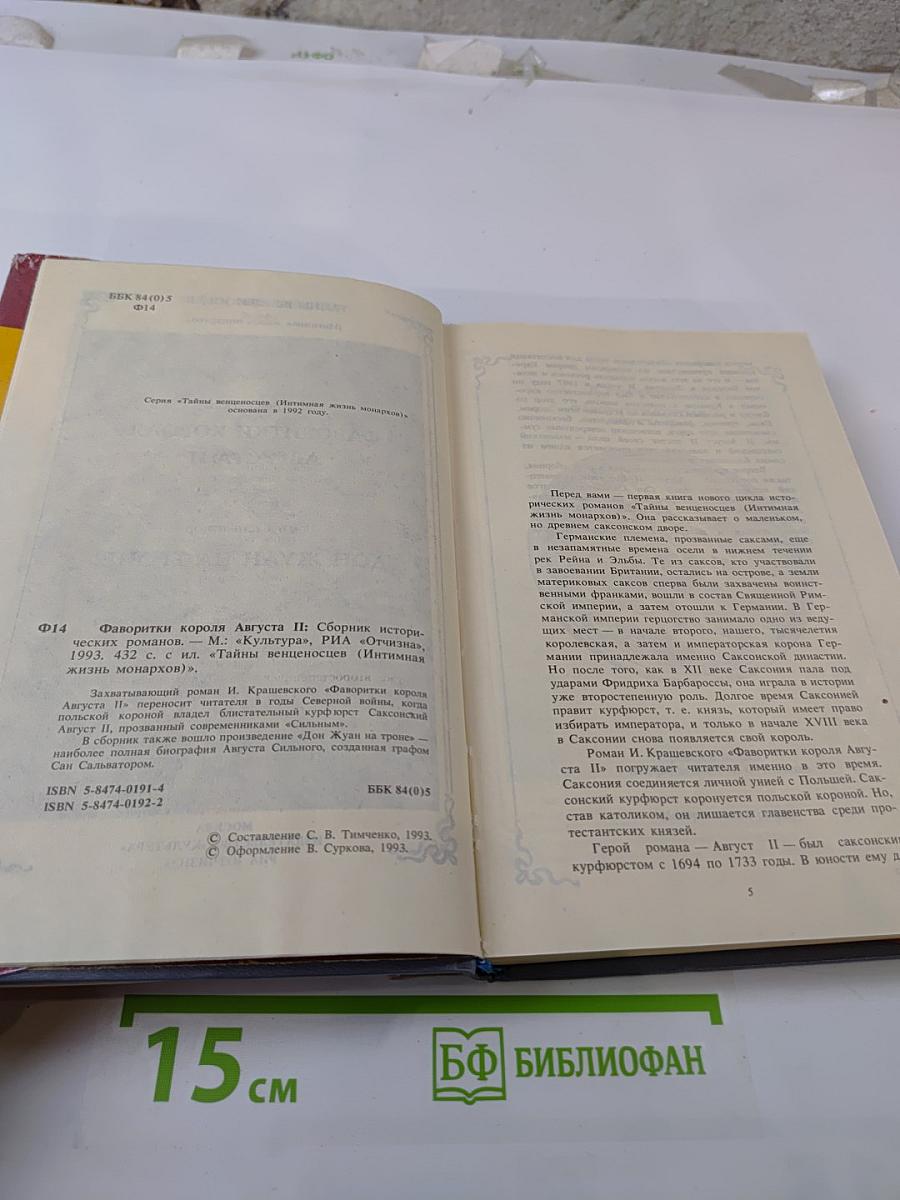 ББК 84(0)5
Ф14
Серия «Тайны венценосцев (Интимная жизнь монархов)»
основана в 1992 году.
Ф14 Фаворитки короля Августа II: Сборник истори-
ческих романов. — М.: «Культура», РИА «Отчизна»,
1993. 432 с. с ил. «Тайны венценосцев (Интимная
жизнь монархов)».
Захватывающий роман И. Крашевского «Фаворитки короля
Августа II» переносит читателя в годы Северной войны, когда
польской короной владел блистательный курфюрст Саксонский
Август II, прозванный современниками «Сильным».
В сборник также вошло произведение «Дон Жуан на троне» —
наиболее полная биография Августа Сильного, созданная графом
Сан Сальватором.
ISBN 5-8474-0191-4 ББК 84(0)5
ISBN 5-8474-0192-2
© Составление С. В. Тимченко, 1993.
© Оформление В. Суркова, 1993.
Перед вами — первая книга нового цикла исто-
рических романов «Тайны венценосцев (Интимная
жизнь монархов)». Она рассказывает о маленьком,
но древнем саксонском дворе.
Германские племена, прозванные саксами, еще
в незапамятные времена осели в нижнем течении
рек Рейна и Эльбы. Те из саксов, кто участвовали
в завоевании Британии, остались на острове, а земли
материковых саксов сперва были захвачены воинст-
венными франками, вошли в состав Священной Рим-
ской империи, а затем отошли к Германии. В Гер-
манской империи герцогство занимало одно из веду-
щих мест — в начале второго, нашего, тысячелетия
королевская, а затем и императорская корона Гер-
мании принадлежала именно Саксонской династии.
Но после того, как в XII веке Саксония пала под
ударами Фридриха Барбароссы, она играла в истории
уже второстепенную роль. Долгое время Саксонией
правит курфюрст, т. е. князь, который имеет право
избирать императора, и только в начале XVIII века
в Саксонии снова появляется свой король.
Роман И. Крашевского «Фаворитки короля Авгу-
ста II» погружает читателя именно в это время.
Саксония соединяется личной унией с Польшей. Сак-
сонский курфюрст коронуется польской короной. Но,
став католиком, он лишается главенства среди про-
тестантских князей.
Герой романа — Август II — был саксонским
курфюрстом с 1694 по 1733 годы. В юности ему д
5
15 см
БФ БИБЛИОФАН